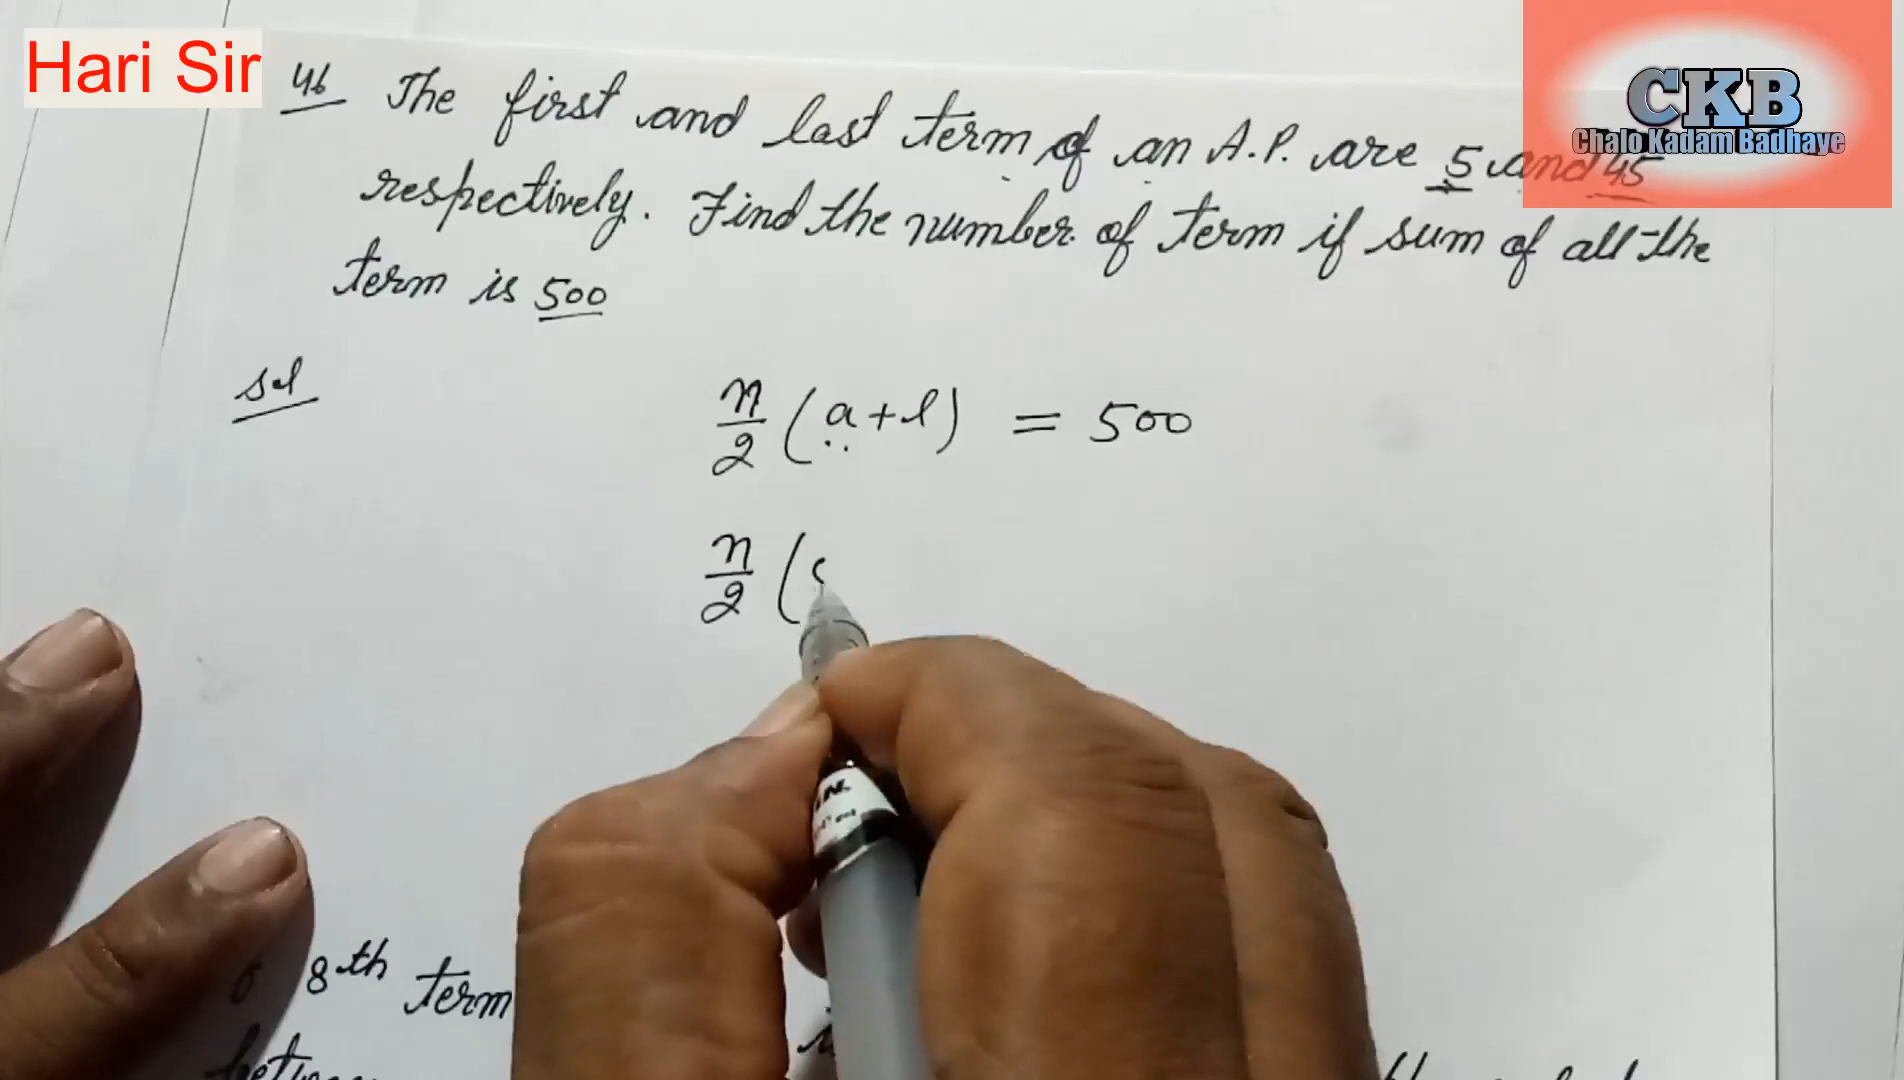 Hari Sir
CKB
Chalo Kadam Badhaye
46 The first and last term of an A.P. are 5 and 45
respectively. Find the number of term if sum of all the
term is 500
Sol
n/2 (a+l) = 500
n/2 (
8th term